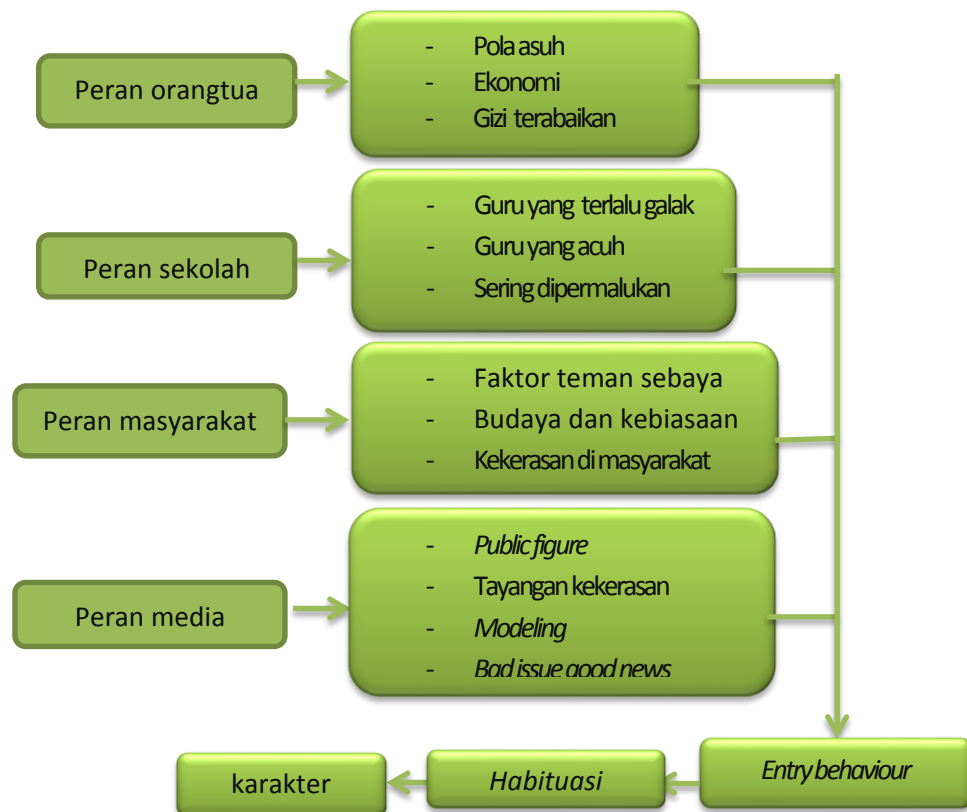 Peran orangtua
- Pola asuh
- Ekonomi
- Gizi terabaikan
Peran sekolah
- Guru yang terlalu galak
- Guru yang acuh
- Sering dipermalukan
Peran masyarakat
- Faktor teman sebaya
- Budaya dan kebiasaan
- Kekerasan di masyarakat
Peran media
- Public figure
- Tayangan kekerasan
- Modeling
- Bad issue good news
karakter
Habituasi
Entry behaviour